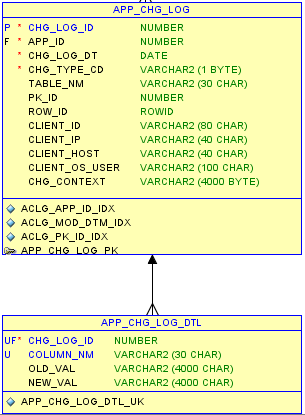 APP_CHG_LOG
P * CHG_LOG_ID NUMBER
F * APP_ID NUMBER
* CHG_LOG_DT DATE
* CHG_TYPE_CD VARCHAR2 (1 BYTE)
TABLE_NM VARCHAR2 (30 CHAR)
PK_ID NUMBER
ROW_ID ROWID
CLIENT_ID VARCHAR2 (80 CHAR)
CLIENT_IP VARCHAR2 (40 CHAR)
CLIENT_HOST VARCHAR2 (40 CHAR)
CLIENT_OS_USER VARCHAR2 (100 CHAR)
CHG_CONTEXT VARCHAR2 (4000 BYTE)
ACLG_APP_ID_IDX
ACLG_MOD_DTM_IDX
ACLG_PK_ID_IDX
APP_CHG_LOG_PK
APP_CHG_LOG_DTL
UF* CHG_LOG_ID NUMBER
U COLUMN_NM VARCHAR2 (30 CHAR)
OLD_VAL VARCHAR2 (4000 CHAR)
NEW_VAL VARCHAR2 (4000 CHAR)
APP_CHG_LOG_DTL_UK